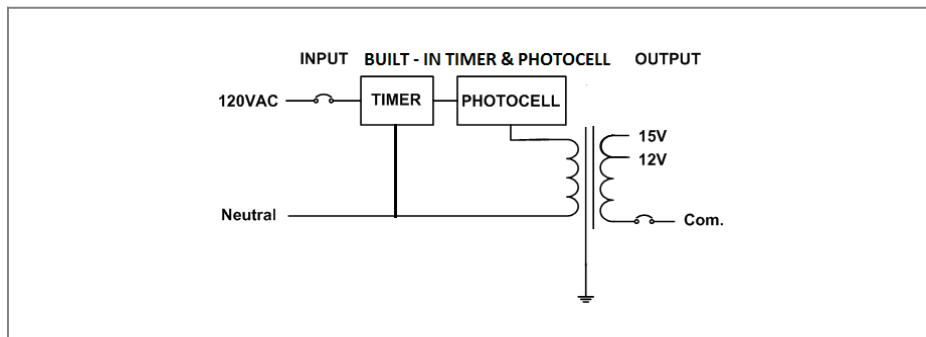 INPUT BUILT - IN TIMER & PHOTOCELL OUTPUT
120VAC TIMER PHOTOCELL
15V
12V
Neutral Com.